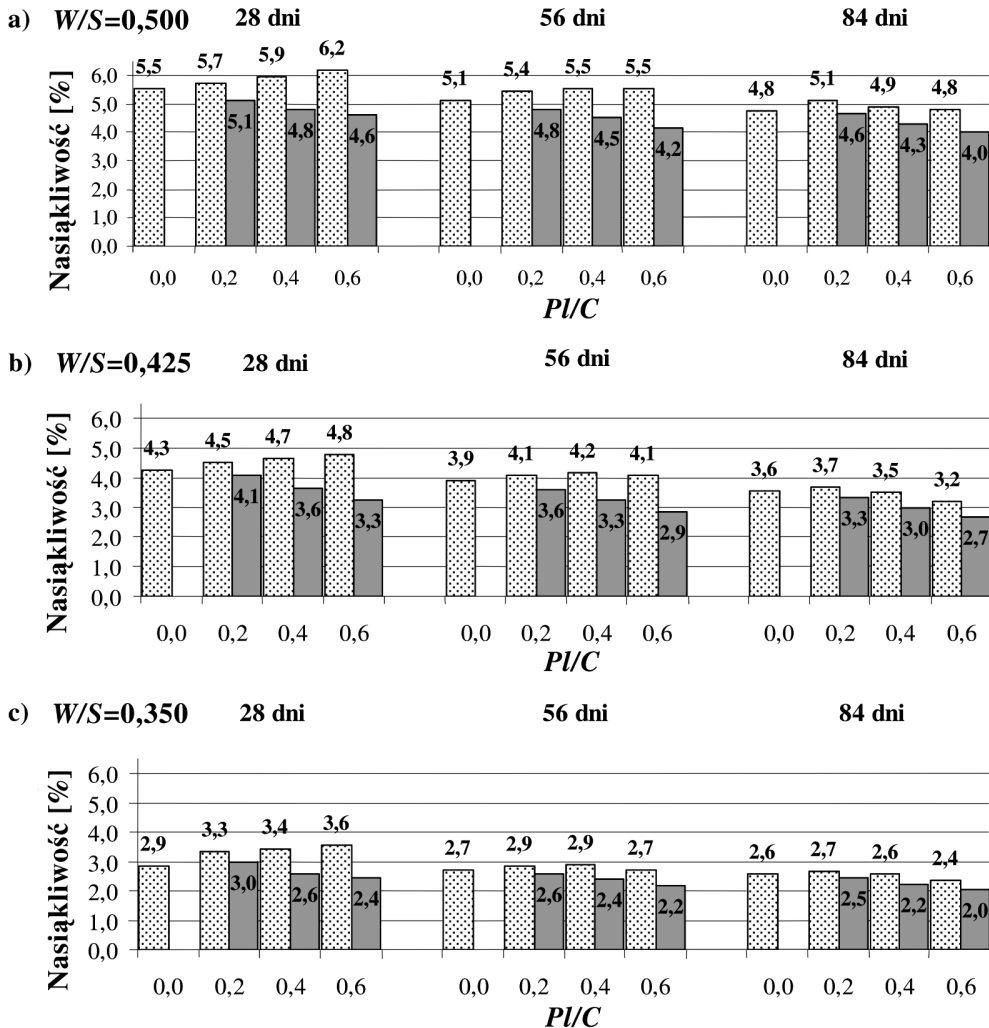 a) W/S=0,500 28 dni 56 dni 84 dni
5,5 5,7 5,9 6,2 5,1 5,4 5,5 5,5 4,8 5,1 4,9 4,8
5,1 4,8 4,6 4,8 4,5 4,2 4,6 4,3 4,0
Nasiąkliwość [%]
6,0
5,0
4,0
3,0
2,0
1,0
0,0
0,0 0,2 0,4 0,6 0,0 0,2 0,4 0,6 0,0 0,2 0,4 0,6
Pl/C
b) W/S=0,425 28 dni 56 dni 84 dni
4,3 4,5 4,7 4,8 3,9 4,1 4,2 4,1 3,6 3,7 3,5 3,2
4,1 3,6 3,3 3,6 3,3 2,9 3,3 3,0 2,7
Nasiąkliwość [%]
6,0
5,0
4,0
3,0
2,0
1,0
0,0
0,0 0,2 0,4 0,6 0,0 0,2 0,4 0,6 0,0 0,2 0,4 0,6
Pl/C
c) W/S=0,350 28 dni 56 dni 84 dni
2,9 3,3 3,4 3,6 2,7 2,9 2,9 2,7 2,6 2,7 2,6 2,4
3,0 2,6 2,4 2,6 2,4 2,2 2,5 2,2 2,0
Nasiąkliwość [%]
6,0
5,0
4,0
3,0
2,0
1,0
0,0
0,0 0,2 0,4 0,6 0,0 0,2 0,4 0,6 0,0 0,2 0,4 0,6
Pl/C